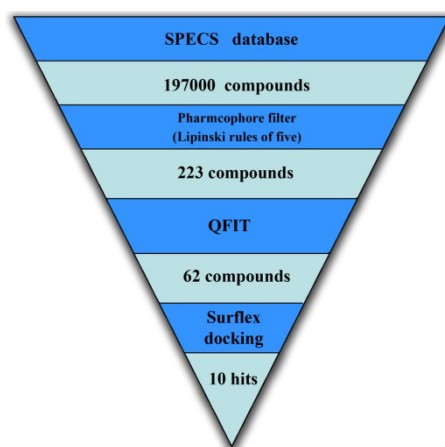 SPECS database
197000 compounds
Pharmcophore filter
(Lipinski rules of five)
223 compounds
QFIT
62 compounds
Surflex
docking
10 hits